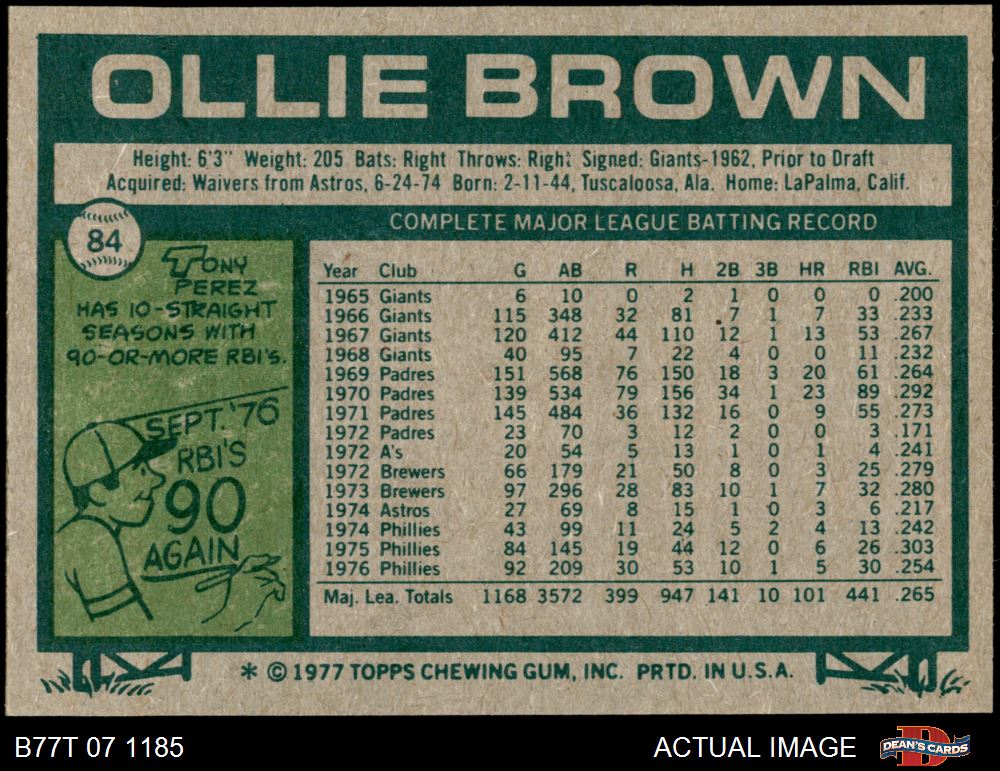 OLLIE BROWN
Height: 6'3" Weight: 205 Bats: Right Throws: Right Signed: Giants-1962, Prior to Draft
Acquired: Waivers from Astros, 6-24-74 Born: 2-11-44, Tuscaloosa, Ala. Home: LaPalma, Calif.
84
TONY
PEREZ
HAS 10-STRAIGHT
SEASONS WITH
90-OR-MORE RBI'S.
SEPT. '76
RBI'S
90
AGAIN
COMPLETE MAJOR LEAGUE BATTING RECORD
Year Club G AB R H 2B 3B HR RBI AVG.
1965 Giants 6 10 0 2 1 0 0 0 .200
1966 Giants 115 348 32 81 7 1 7 33 .233
1967 Giants 120 412 44 110 12 1 13 53 .267
1968 Giants 40 95 7 22 4 0 0 11 .232
1969 Padres 151 568 76 150 18 3 20 61 .264
1970 Padres 139 534 79 156 34 1 23 89 .292
1971 Padres 145 484 36 132 16 0 9 55 .273
1972 Padres 23 70 3 12 2 0 0 3 .171
1972 A's 20 54 5 13 1 0 1 4 .241
1972 Brewers 66 179 21 50 8 0 3 25 .279
1973 Brewers 97 296 28 83 10 1 7 32 .280
1974 Astros 27 69 8 15 1 0 3 6 .217
1974 Phillies 43 99 11 24 5 2 4 13 .242
1975 Phillies 84 145 19 44 12 0 6 26 .303
1976 Phillies 92 209 30 53 10 1 5 30 .254
Maj. Lea. Totals 1168 3572 399 947 141 10 101 441 .265
* © 1977 TOPPS CHEWING GUM, INC. PRTD. IN U.S.A.
B77T 07 1185
ACTUAL IMAGE
DEAN'S CARDS